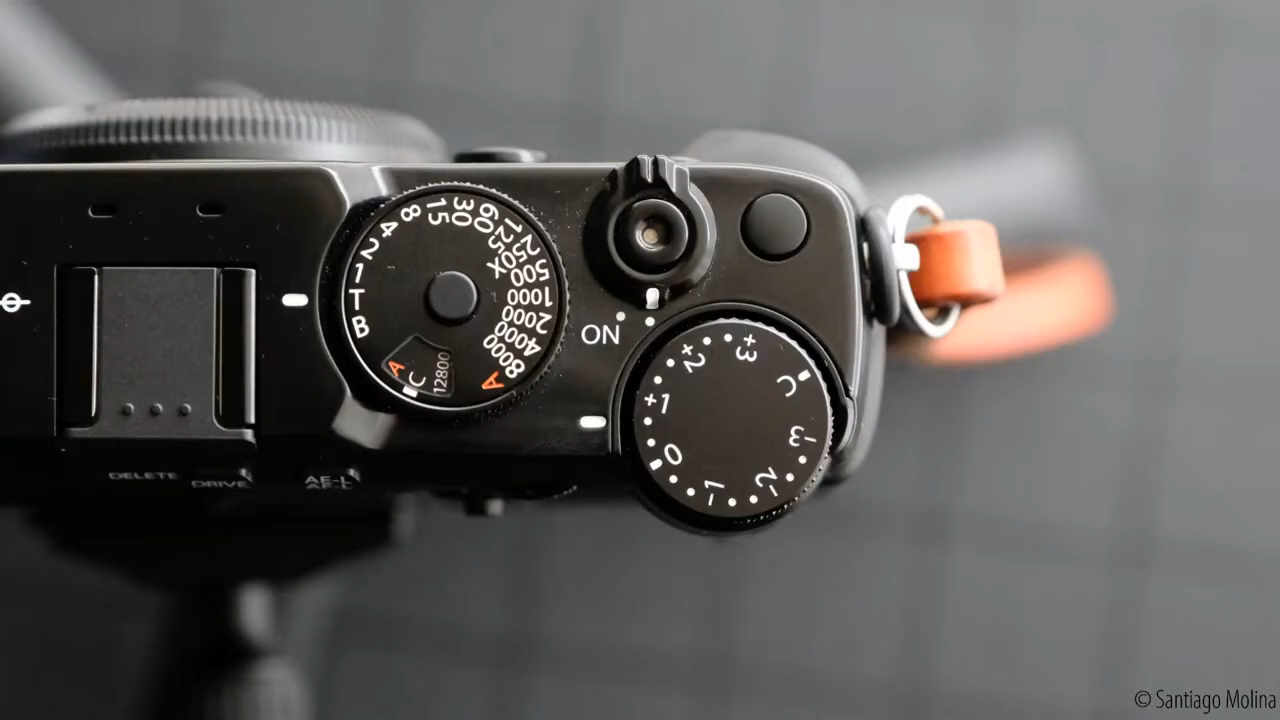 B T 1 2 4 8 15 30 60 125 250X 500 1000 2000 4000 8000 A
A C 12800
ON
+3 +2 +1 0 -1 -2 -3 C
DELETE
DRIVE
AE-L
AF-L
© Santiago Molina